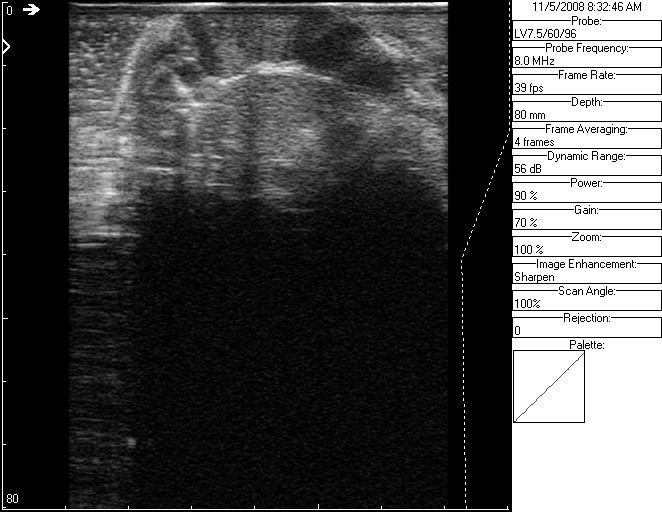 0
80
11/5/2008 8:32:46 AM
Probe:
LV7.5/60/96
Probe Frequency:
8.0 MHz
Frame Rate:
39 fps
Depth:
80 mm
Frame Averaging:
4 frames
Dynamic Range:
56 dB
Power:
90 %
Gain:
70 %
Zoom:
100 %
Image Enhancement:
Sharpen
Scan Angle:
100%
Rejection:
0
Palette: